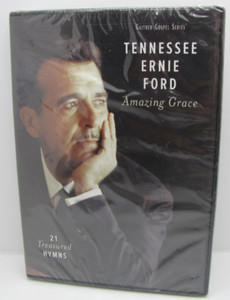 GAITHER GOSPEL SERIES
TENNESSEE
ERNIE
FORD
Amazing Grace
21
Treasured
HYMNS